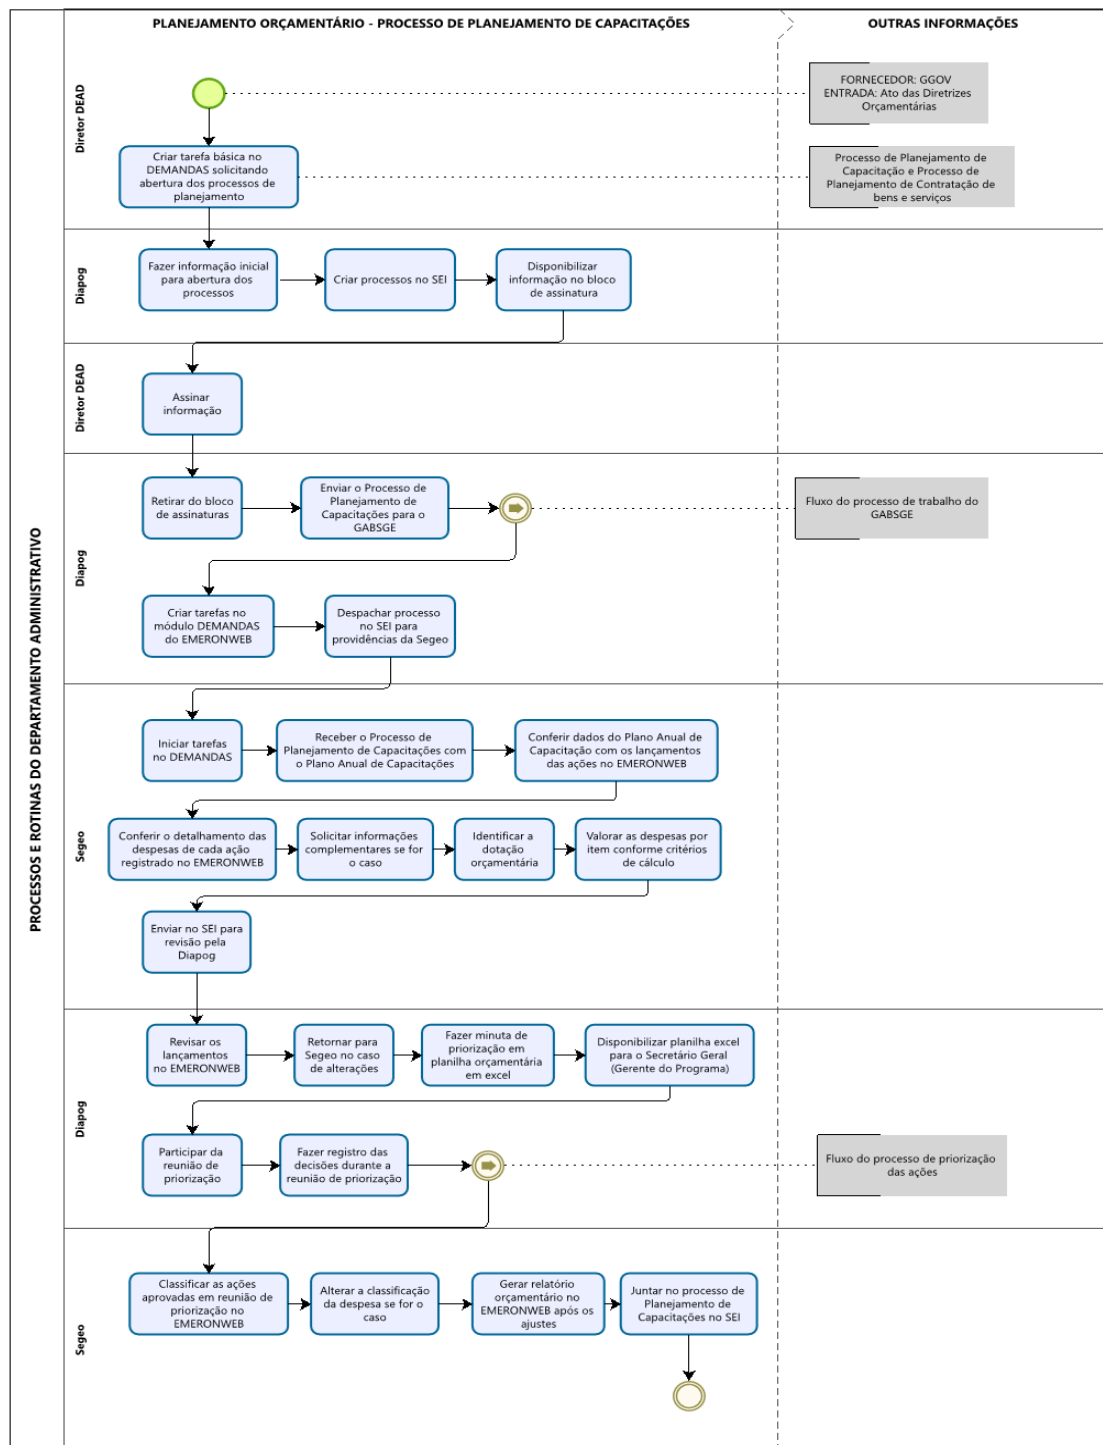 PLANEJAMENTO ORÇAMENTÁRIO - PROCESSO DE PLANEJAMENTO DE CAPACITAÇÕES
OUTRAS INFORMAÇÕES
PROCESSOS E ROTINAS DO DEPARTAMENTO ADMINISTRATIVO
Diretor DEAD
FORNECEDOR: GGOV
ENTRADA: Ato das Diretrizes
Orçamentárias
Criar tarefa básica no
DEMANDAS solicitando
abertura dos processos de
planejamento
Processo de Planejamento de
Capacitação e Processo de
Planejamento de Contratação de
bens e serviços
Diapog
Fazer informação inicial
para abertura dos
processos
Criar processos no SEI
Disponibilizar
informação no bloco
de assinatura
Diretor DEAD
Assinar
informação
Diapog
Retirar do bloco
de assinaturas
Enviar o Processo de
Planejamento de
Capacitações para o
GABSGE
Fluxo do processo de trabalho do
GABSGE
Criar tarefas no
módulo DEMANDAS
do EMERONWEB
Despachar processo
no SEI para
providências da Segeo
Segeo
Iniciar tarefas
no DEMANDAS
Receber o Processo de
Planejamento de Capacitações com
o Plano Anual de Capacitações
Conferir dados do Plano Anual de
Capacitação com os lançamentos
das ações no EMERONWEB
Conferir o detalhamento das
despesas de cada ação
registrado no EMERONWEB
Solicitar informações
complementares se for
o caso
Identificar a
dotação
orçamentária
Valorar as despesas por
item conforme critérios
de cálculo
Enviar no SEI para
revisão pela
Diapog
Diapog
Revisar os
lançamentos
no EMERONWEB
Retornar para
Segeo no caso
de alterações
Fazer minuta de
priorização em
planilha orçamentária
em excel
Disponibilizar planilha excel
para o Secretário Geral
(Gerente do Programa)
Participar da
reunião de
priorização
Fazer registro das
decisões durante a
reunião de priorização
Fluxo do processo de priorização
das ações
Segeo
Classificar as ações
aprovadas em reunião de
priorização no
EMERONWEB
Alterar a classificação
da despesa se for o
caso
Gerar relatório
orçamentário no
EMERONWEB após os
ajustes
Juntar no processo de
Planejamento de
Capacitações no SEI